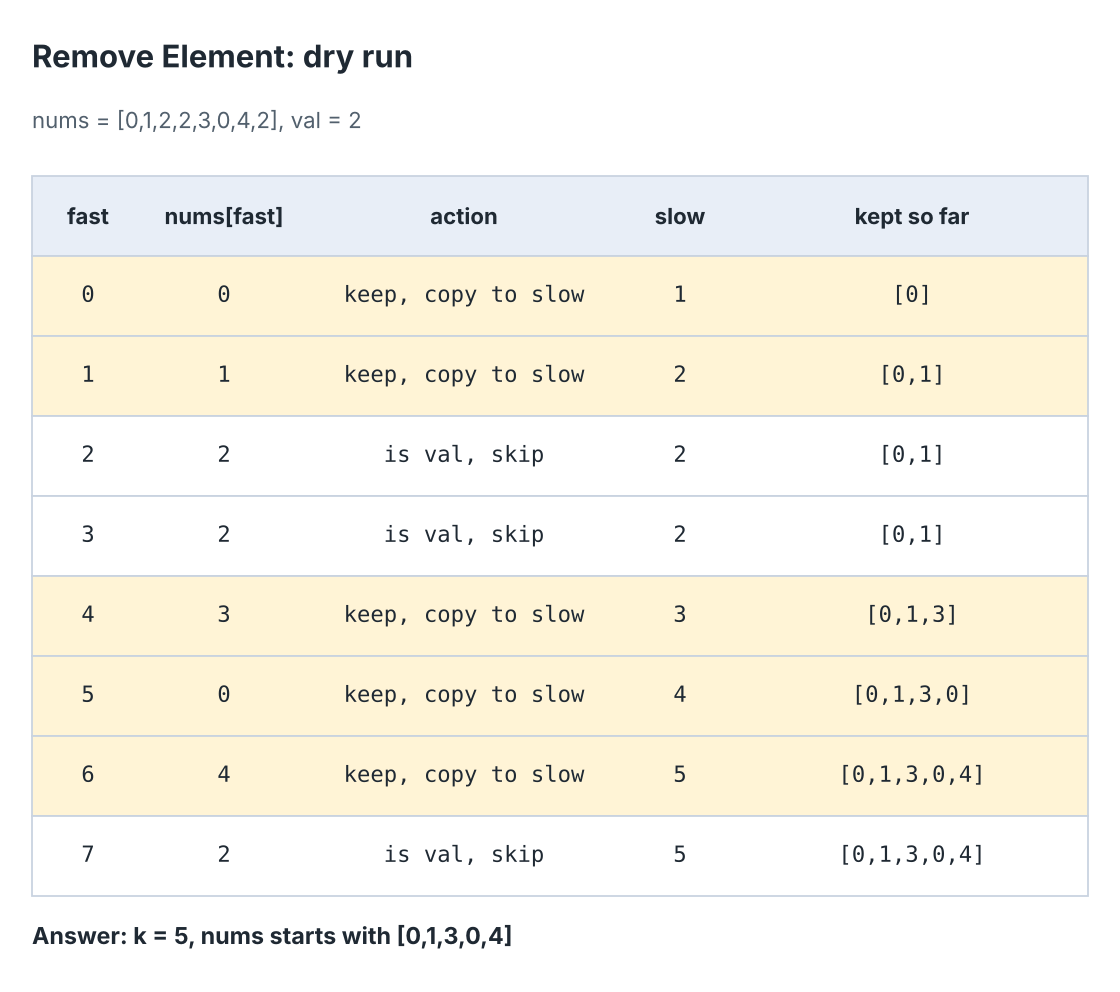 Remove Element: dry run
nums = [0,1,2,2,3,0,4,2], val = 2
fast nums[fast] action slow kept so far
0 0 keep, copy to slow 1 [0]
1 1 keep, copy to slow 2 [0,1]
2 2 is val, skip 2 [0,1]
3 2 is val, skip 2 [0,1]
4 3 keep, copy to slow 3 [0,1,3]
5 0 keep, copy to slow 4 [0,1,3,0]
6 4 keep, copy to slow 5 [0,1,3,0,4]
7 2 is val, skip 5 [0,1,3,0,4]
Answer: k = 5, nums starts with [0,1,3,0,4]